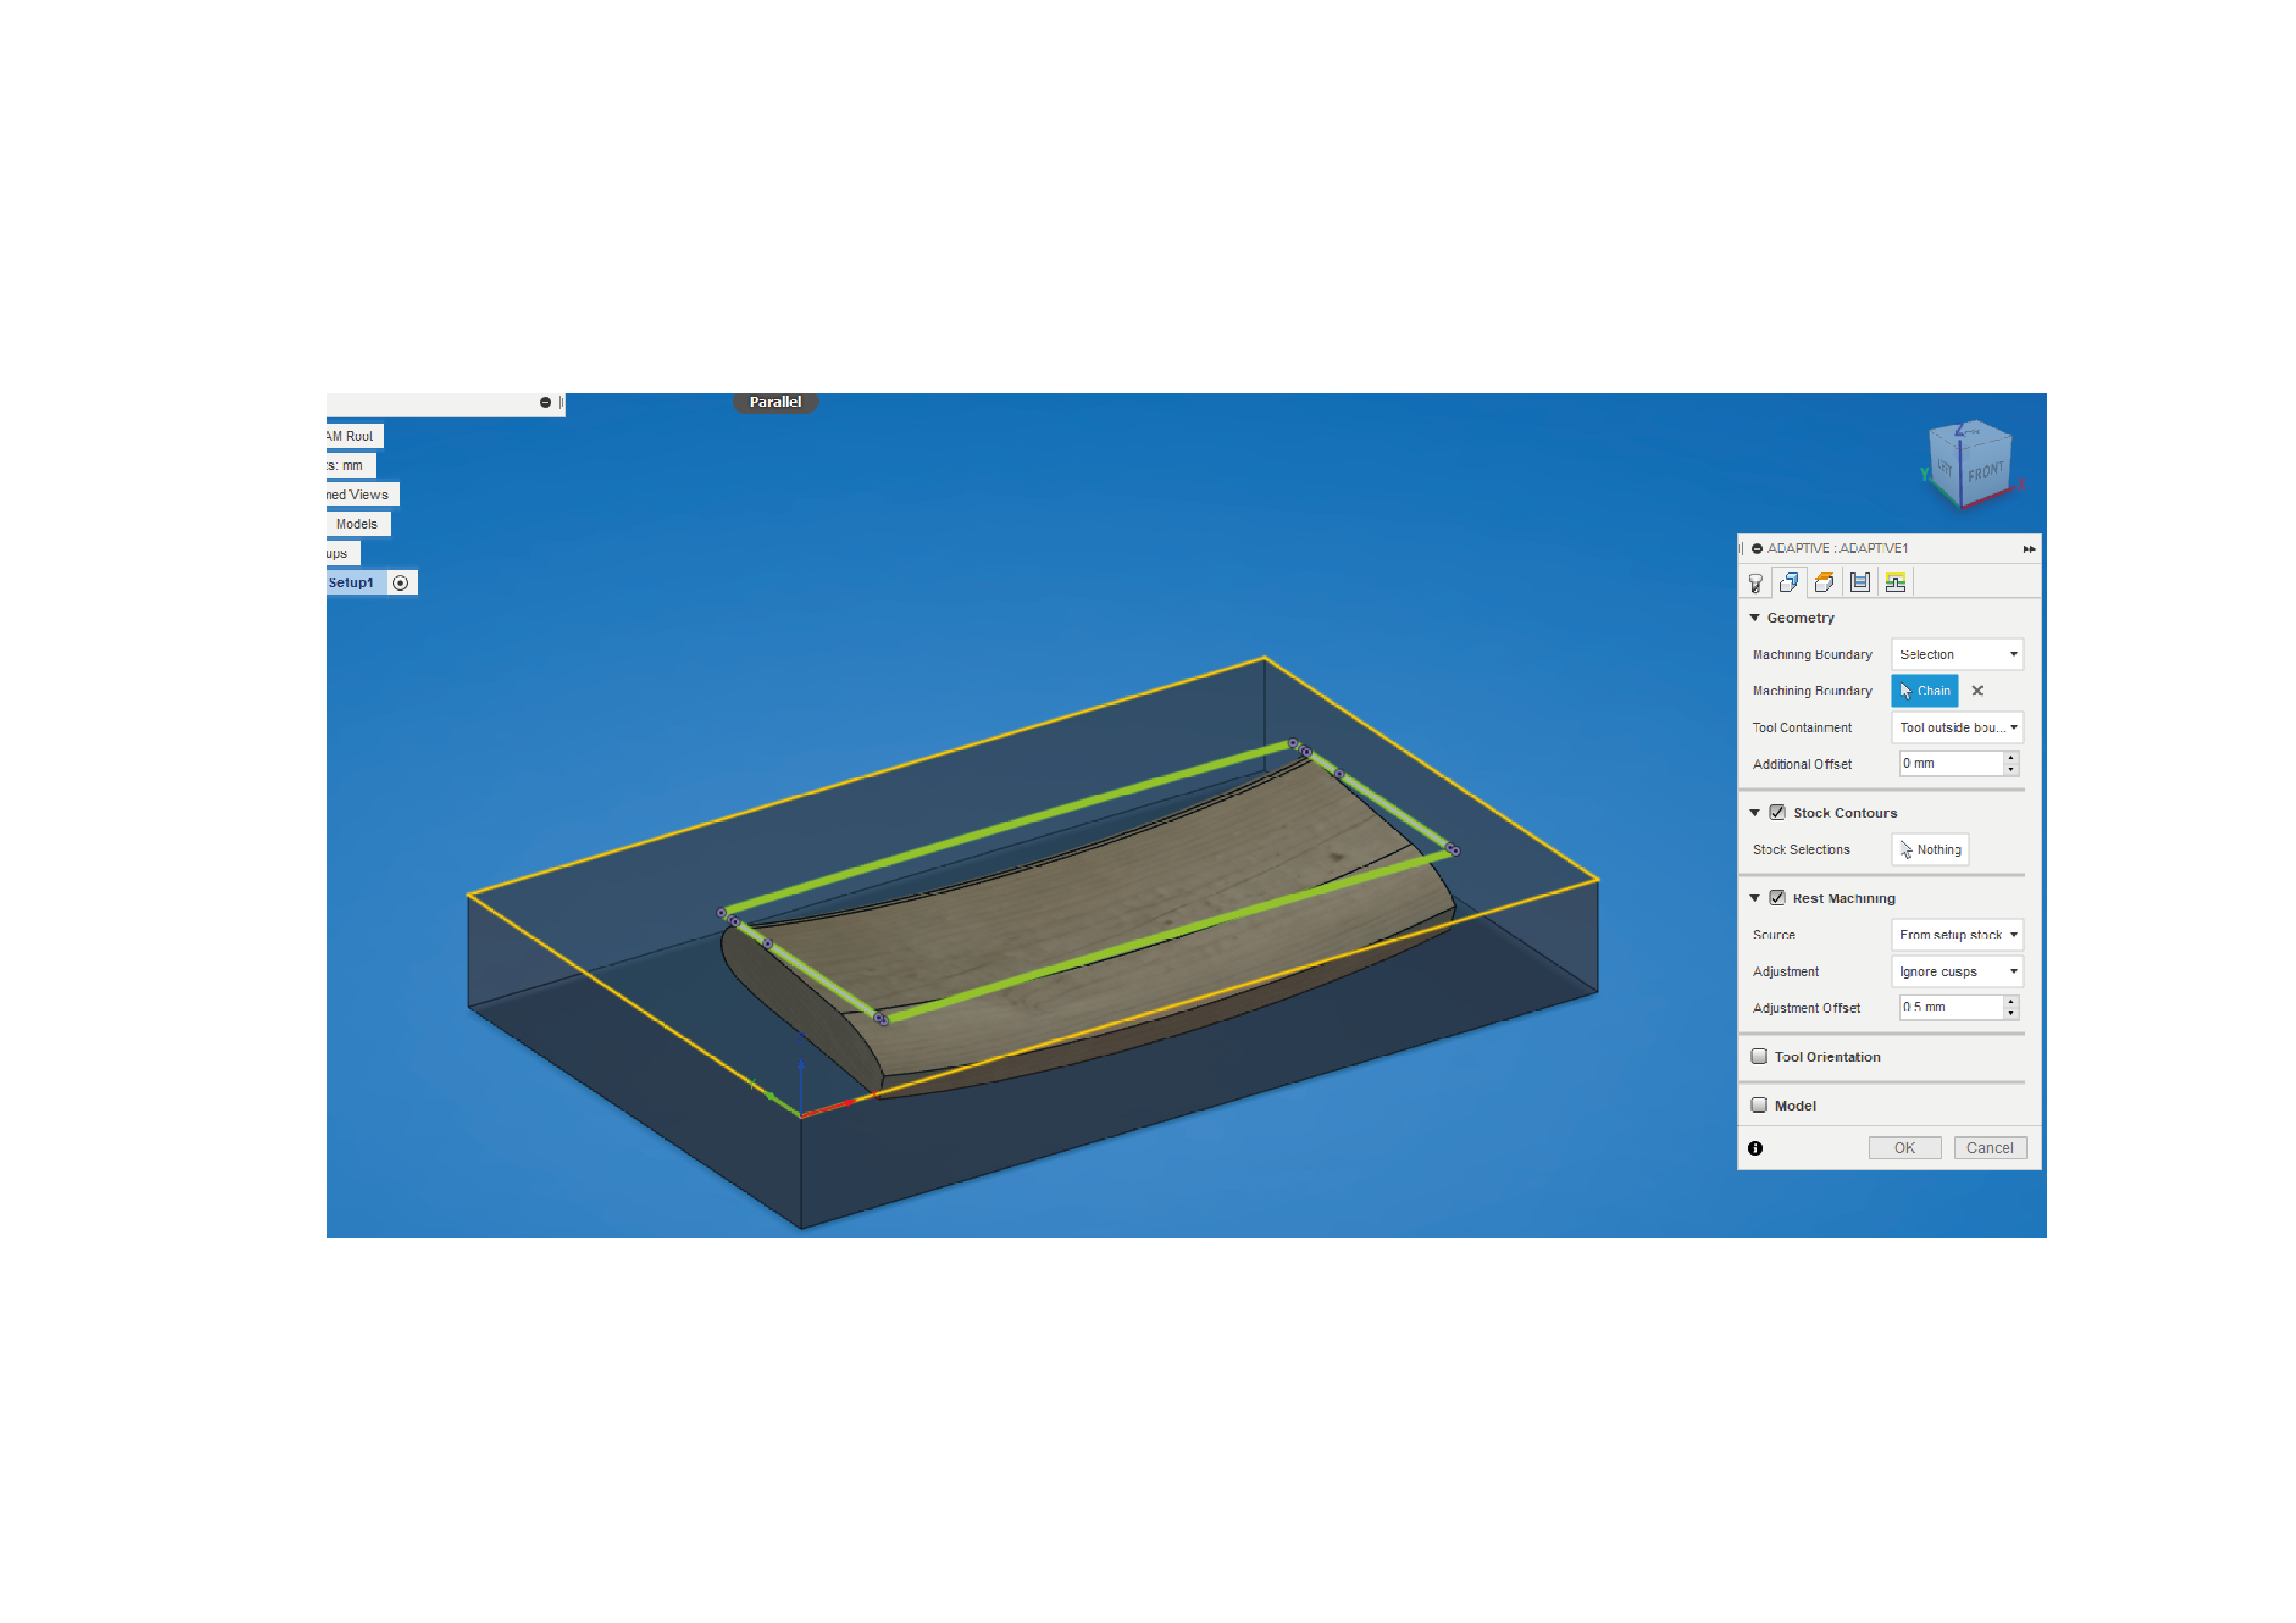 Parallel
AM Root
ts: mm
med Views
Models
ups
Setup1
Z
LEFT
FRONT
Y
X
ADAPTIVE : ADAPTIVE1
Geometry
Machining Boundary Selection
Machining Boundary... Chain
Tool Containment Tool outside bou...
Additional Offset 0 mm
Stock Contours
Stock Selections Nothing
Rest Machining
Source From setup stock
Adjustment Ignore cusps
Adjustment Offset 0.5 mm
Tool Orientation
Model
OK Cancel